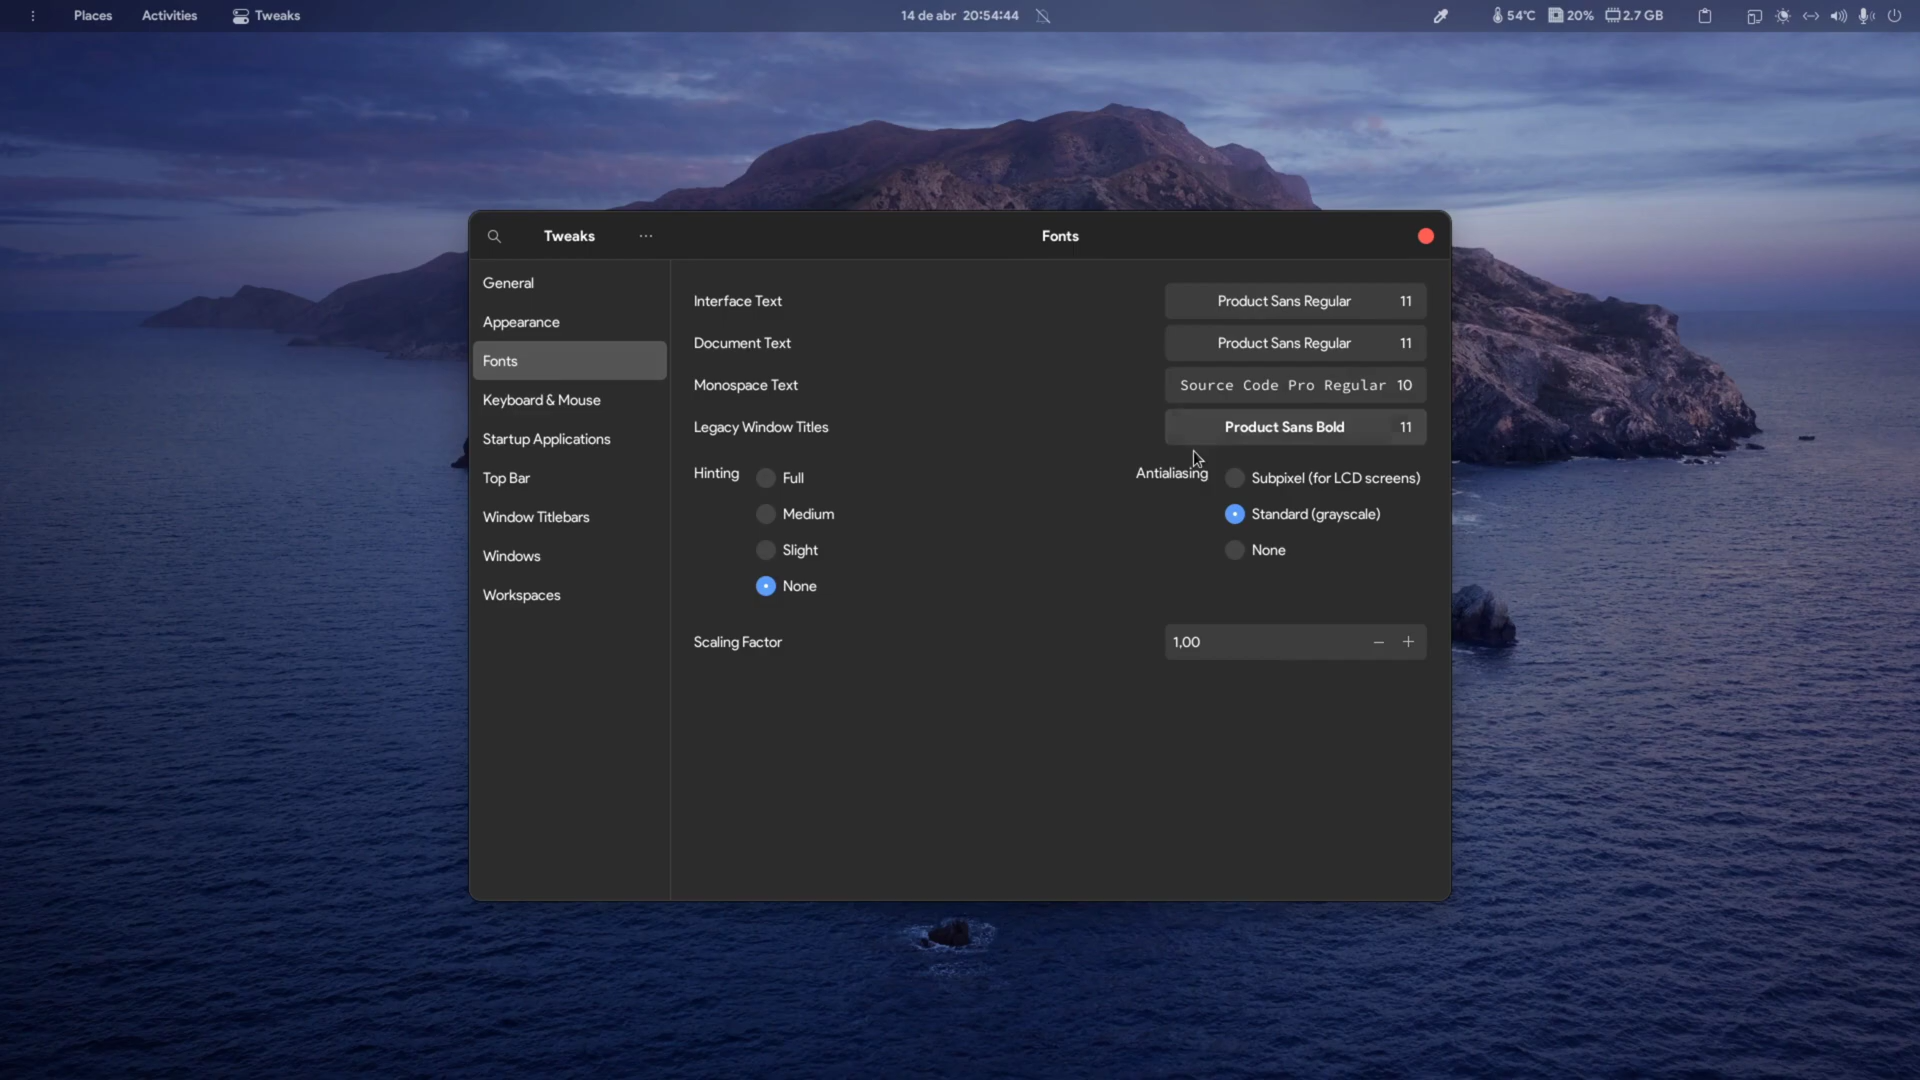 Places Activities Tweaks 14 de abr 20:54:44 54°C 20% 2.7 GB
Tweaks Fonts
General
Appearance
Fonts
Keyboard & Mouse
Startup Applications
Top Bar
Window Titlebars
Windows
Workspaces
Interface Text Product Sans Regular 11
Document Text Product Sans Regular 11
Monospace Text Source Code Pro Regular 10
Legacy Window Titles Product Sans Bold 11
Hinting
Full
Medium
Slight
None
Antialiasing
Subpixel (for LCD screens)
Standard (grayscale)
None
Scaling Factor 1,00